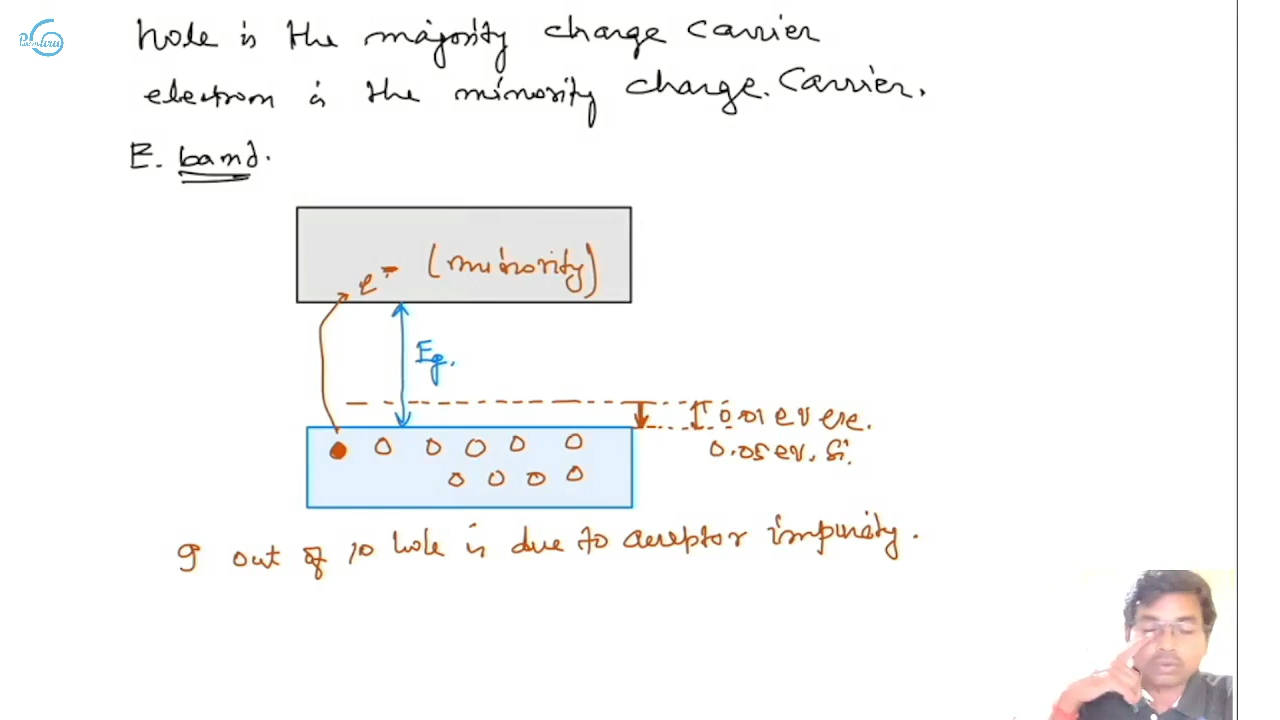 hole is the majority charge carrier
electron is the minority charge carrier.
E. band.
e⁻ (minority)
Eg.
0.01 ev
0.05 ev. Si.
9 out of 10 hole is due to acceptor impurity.